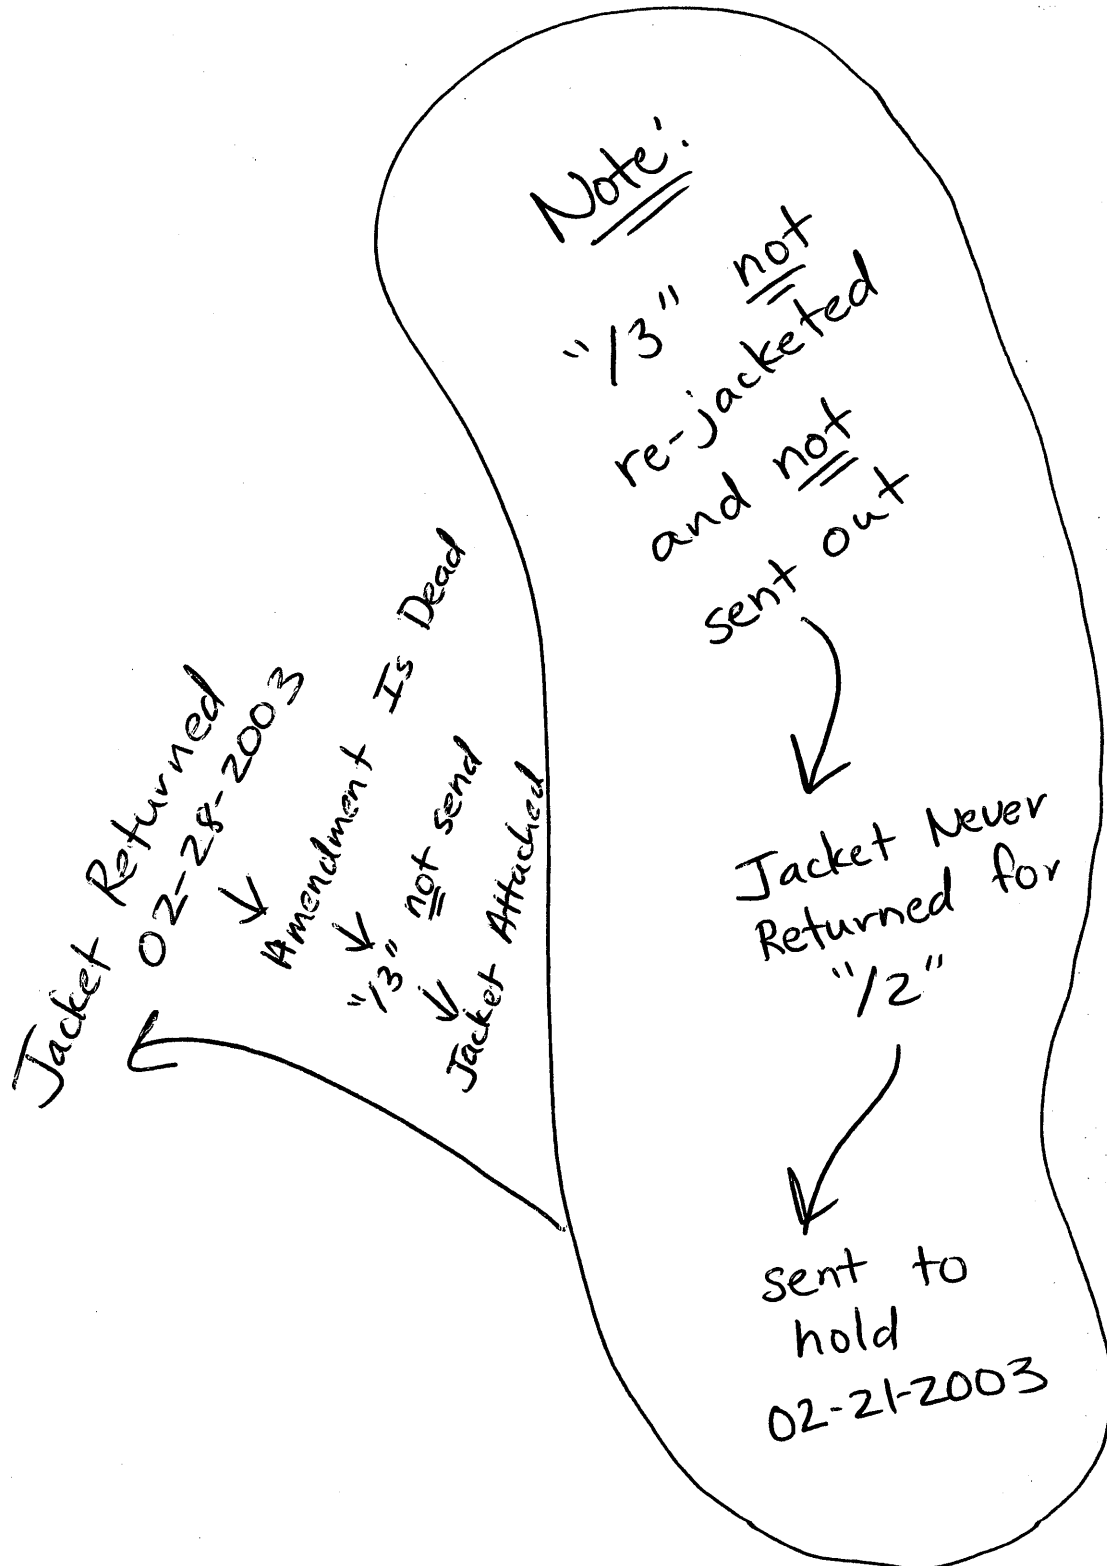 Note:
"/3" not
re-jacketed
and not
sent out
Jacket Never
Returned for
"/2"
sent to
hold
02-21-2003
Jacket Returned
02-28-2003
Amendment Is Dead
"/3" not send
Jacket Attached